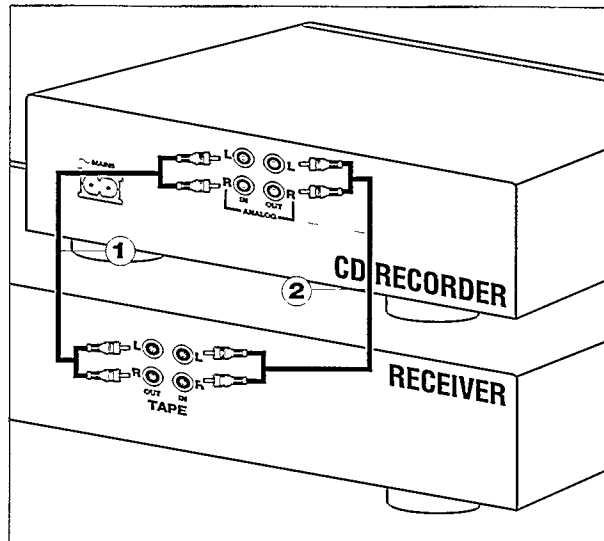 ~ MAINS
L L
R R
IN OUT
ANALOG
1
2
CD RECORDER
L L
R R
OUT IN
TAPE
RECEIVER